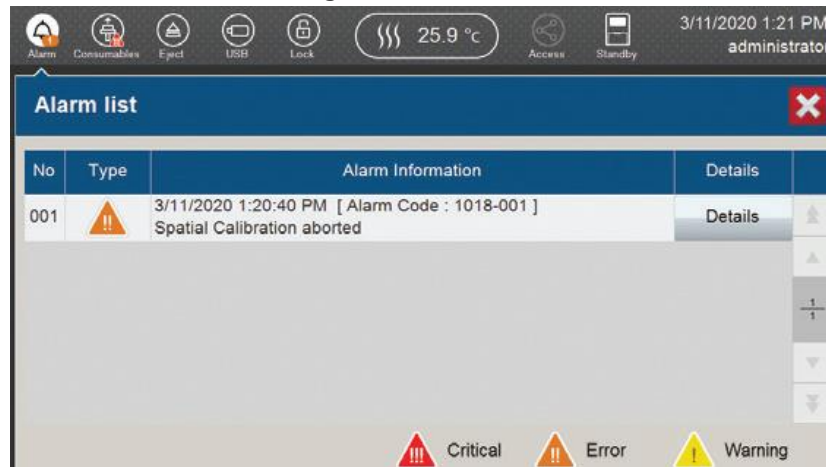 3/11/2020 1:21 PM
Alarm Consumables Eject USB Lock 25.9 °c Access Standby administrator
Alarm list
No Type Alarm Information Details
001 !! 3/11/2020 1:20:40 PM [ Alarm Code : 1018-001 ] Details
Spatial Calibration aborted
1
1
!!! Critical !! Error ! Warning